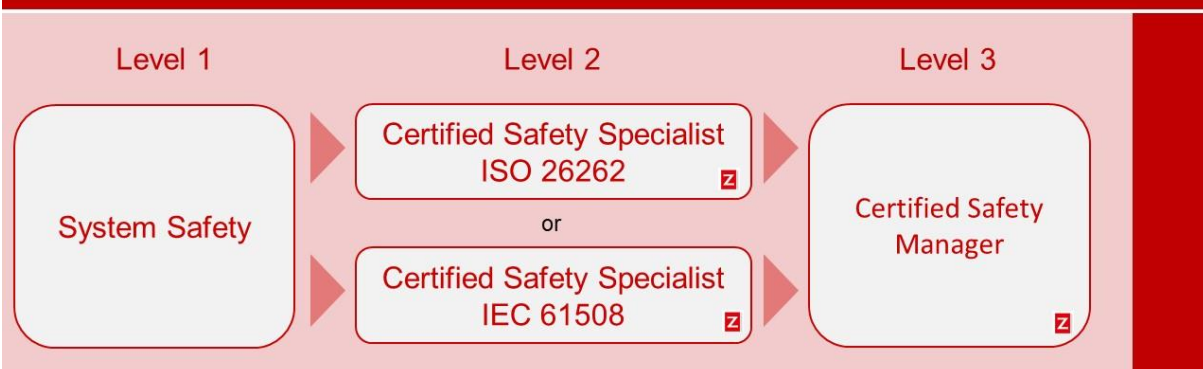 Level 1
Level 2
Level 3
System Safety
Certified Safety Specialist
ISO 26262
Z
or
Certified Safety Specialist
IEC 61508
Z
Certified Safety
Manager
Z